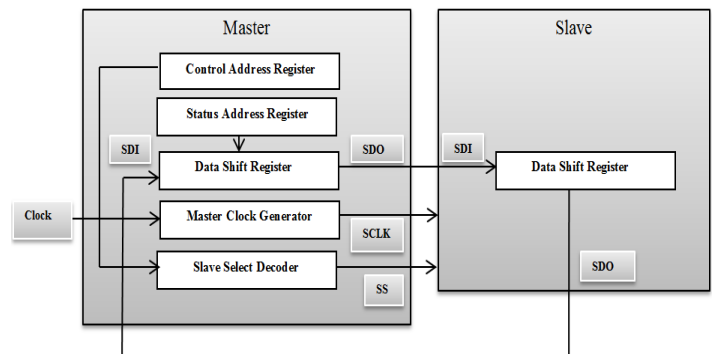 Master
Slave
Control Address Register
Status Address Register
SDI
SDO
SDI
Data Shift Register
Data Shift Register
Clock
Master Clock Generator
SCLK
Slave Select Decoder
SDO
SS